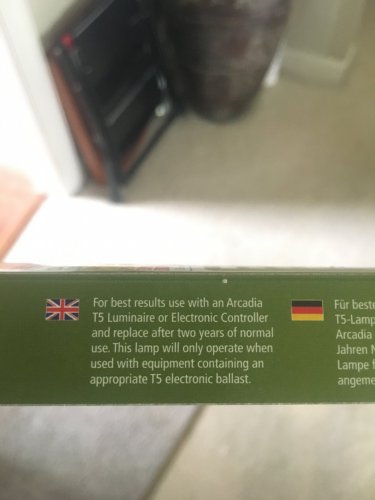 For best results use with an Arcadia
T5 Luminaire or Electronic Controller
and replace after two years of normal
use. This lamp will only operate when
used with equipment containing an
appropriate T5 electronic ballast.
Für beste
T5-Lamp
Arcadia
Jahren N
Lampe f
angeme